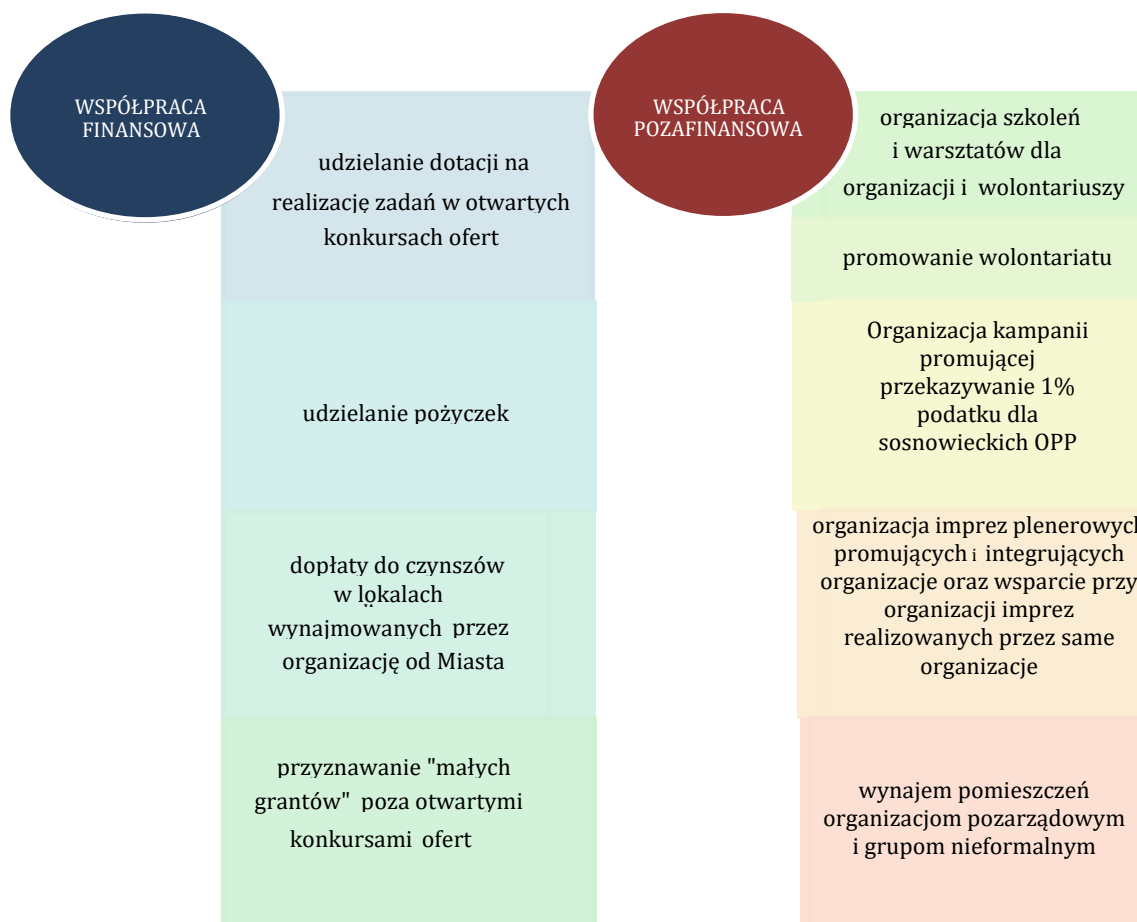 WSPÓŁPRACA
FINANSOWA
udzielanie dotacji na
realizację zadań w otwartych
konkursach ofert
udzielanie pożyczek
dopłaty do czynszów
w lokalach
wynajmowanych przez
organizację od Miasta
przyznawanie "małych
grantów" poza otwartymi
konkursami ofert
WSPÓŁPRACA
POZAFINANSOWA
organizacja szkoleń
i warsztatów dla
organizacji i wolontariuszy
promowanie wolontariatu
Organizacja kampanii
promującej
przekazywanie 1%
podatku dla
sosnowieckich OPP
organizacja imprez plenerowych
promujących i integrujących
organizacje oraz wsparcie przy
organizacji imprez
realizowanych przez same
organizacje
wynajem pomieszczeń
organizacjom pozarządowym
i grupom nieformalnym